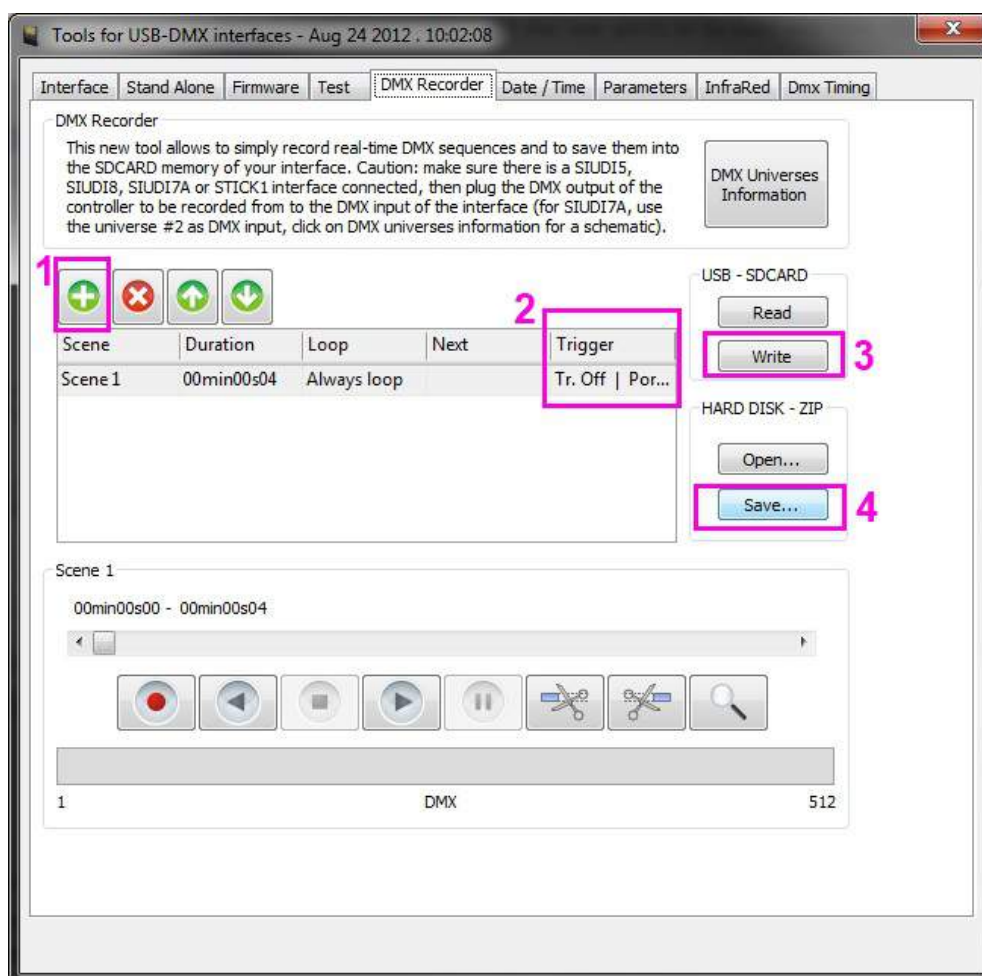 Tools for USB-DMX interfaces - Aug 24 2012 . 10:02:08
x
Interface Stand Alone Firmware Test DMX Recorder Date / Time Parameters InfraRed Dmx Timing
DMX Recorder
This new tool allows to simply record real-time DMX sequences and to save them into
the SDCARD memory of your interface. Caution: make sure there is a SIUDI5,
SIUDI8, SIUDI7A or STICK1 interface connected, then plug the DMX output of the
controller to be recorded from to the DMX input of the interface (for SIUDI7A, use
the universe #2 as DMX input, click on DMX universes information for a schematic).
DMX Universes
Information
1
2
USB - SDCARD
Read
Write
3
Scene Duration Loop Next Trigger
Scene 1 00min00s04 Always loop Tr. Off | Por...
HARD DISK - ZIP
Open...
Save...
4
Scene 1
00min00s00 - 00min00s04
1 DMX 512